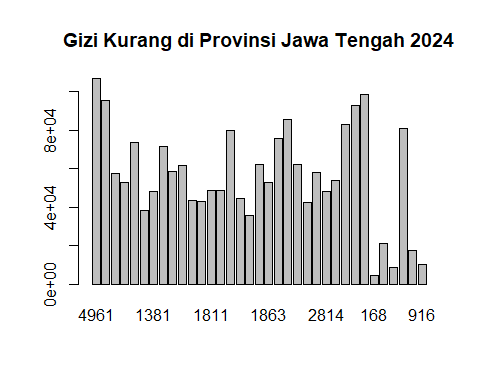 Gizi Kurang di Provinsi Jawa Tengah 2024
8e+04
4e+04
0e+00
4961 1381 1811 1863 2814 168 916